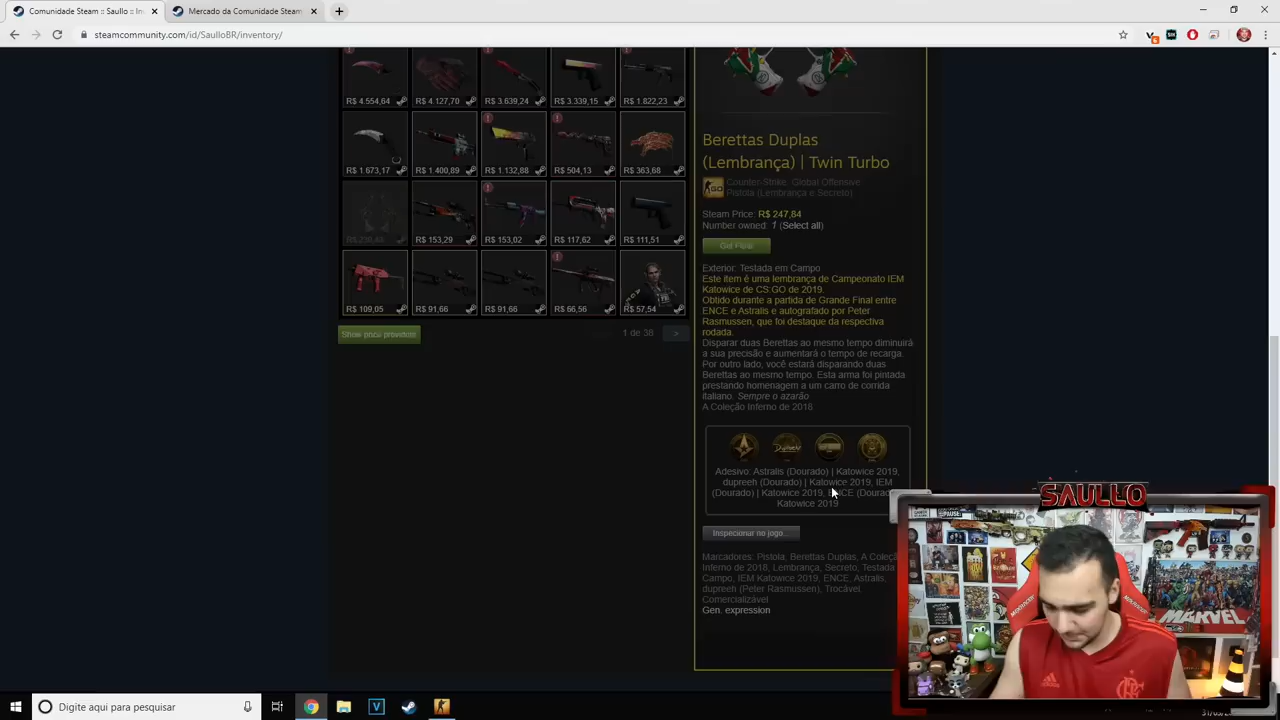 Comunidade Steam :: Saullo :: In
Mercado da Comunidade Steam
steamcommunity.com/id/SaulloBR/inventory/
R$ 4.554,64
R$ 4.127,70
R$ 3.639,24
R$ 3.339,15
R$ 1.822,23
R$ 1 673,17
R$ 1.400,89
R$ 1.132,88
R$ 504,13
R$ 363,68
R$ 153,29
R$ 153,02
R$ 117,62
R$ 111,51
R$ 109,05
R$ 91,66
R$ 91,66
R$ 66,56
R$ 57,54
Show price providers
1 de 38
>
Berettas Duplas
(Lembrança) | Twin Turbo
Counter-Strike: Global Offensive
Pistola (Lembrança e Secreto)
Steam Price: R$ 247,84
Number owned: 1 (Select all)
Get Float
Exterior: Testada em Campo
Este item é uma lembrança de Campeonato IEM
Katowice de CS:GO de 2019.
Obtido durante a partida de Grande Final entre
ENCE e Astralis e autografado por Peter
Rasmussen, que foi destaque da respectiva
rodada.
Disparar duas Berettas ao mesmo tempo diminuirá
a sua precisão e aumentará o tempo de recarga.
Por outro lado, você estará disparando duas
Berettas ao mesmo tempo. Esta arma foi pintada
prestando homenagem a um carro de corrida
italiano. Sempre o azarão
A Coleção Inferno de 2018
Adesivo: Astralis (Dourado) | Katowice 2019,
dupreeh (Dourado) | Katowice 2019, IEM
(Dourado) | Katowice 2019, ENCE (Dourad
Katowice 2019
Inspecionar no jogo...
Marcadores: Pistola, Berettas Duplas, A Coleç
Inferno de 2018, Lembrança, Secreto, Testada
Campo, IEM Katowice 2019, ENCE, Astralis,
dupreeh (Peter Rasmussen), Trocável,
Comercializável
Gen. expression
SAULLO
MARVEL
Digite aqui para pesquisar